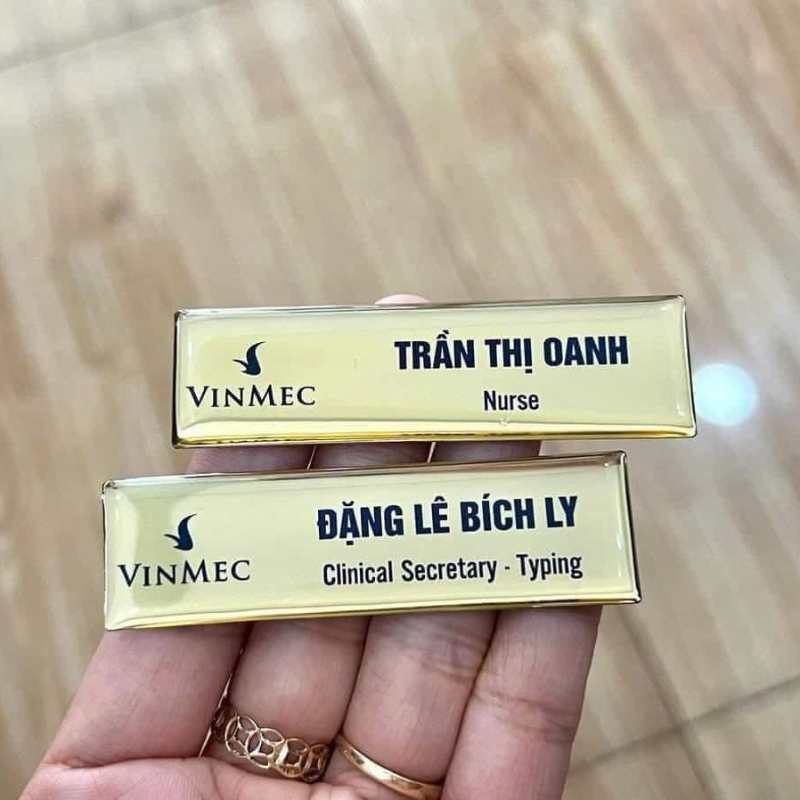 VINMEC
TRẦN THỊ OANH
Nurse
VINMEC
ĐẶNG LÊ BÍCH LY
Clinical Secretary - Typing